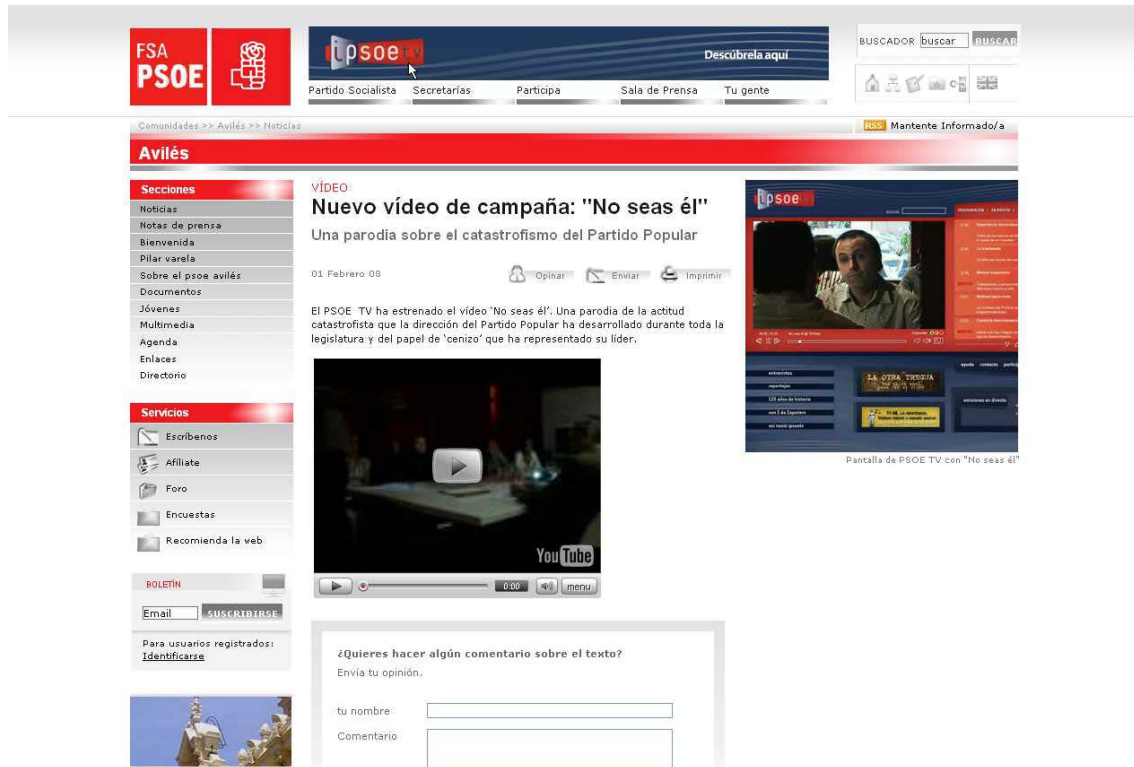 FSA
PSOE
ipsoe tv
Descúbrela aquí
BUSCADOR buscar BUSCAR
Partido Socialista Secretarías Participa Sala de Prensa Tu gente
Comunidades >> Avilés >> Noticias
RSS Mantente Informado/a
Avilés
Secciones
Noticias
Notas de prensa
Bienvenida
Pilar varela
Sobre el psoe avilés
Documentos
Jóvenes
Multimedia
Agenda
Enlaces
Directorio
Servicios
Escríbenos
Afíliate
Foro
Encuestas
Recomienda la web
BOLETÍN
Email SUSCRIBIRSE
Para usuarios registrados:
Identificarse
VÍDEO
Nuevo vídeo de campaña: "No seas él"
Una parodia sobre el catastrofismo del Partido Popular
01 Febrero 08
Opinar Enviar Imprimir
El PSOE TV ha estrenado el vídeo 'No seas él'. Una parodia de la actitud
catastrofista que la dirección del Partido Popular ha desarrollado durante toda la
legislatura y del papel de 'cenizo' que ha representado su líder.
YouTube
0:00 menu
¿Quieres hacer algún comentario sobre el texto?
Envía tu opinión.
tu nombre
Comentario
ipsoe
entrevistas
reportajes
LA OTRA TREGUA
ayuda contacto
Pantalla de PSOE TV con "No seas él"